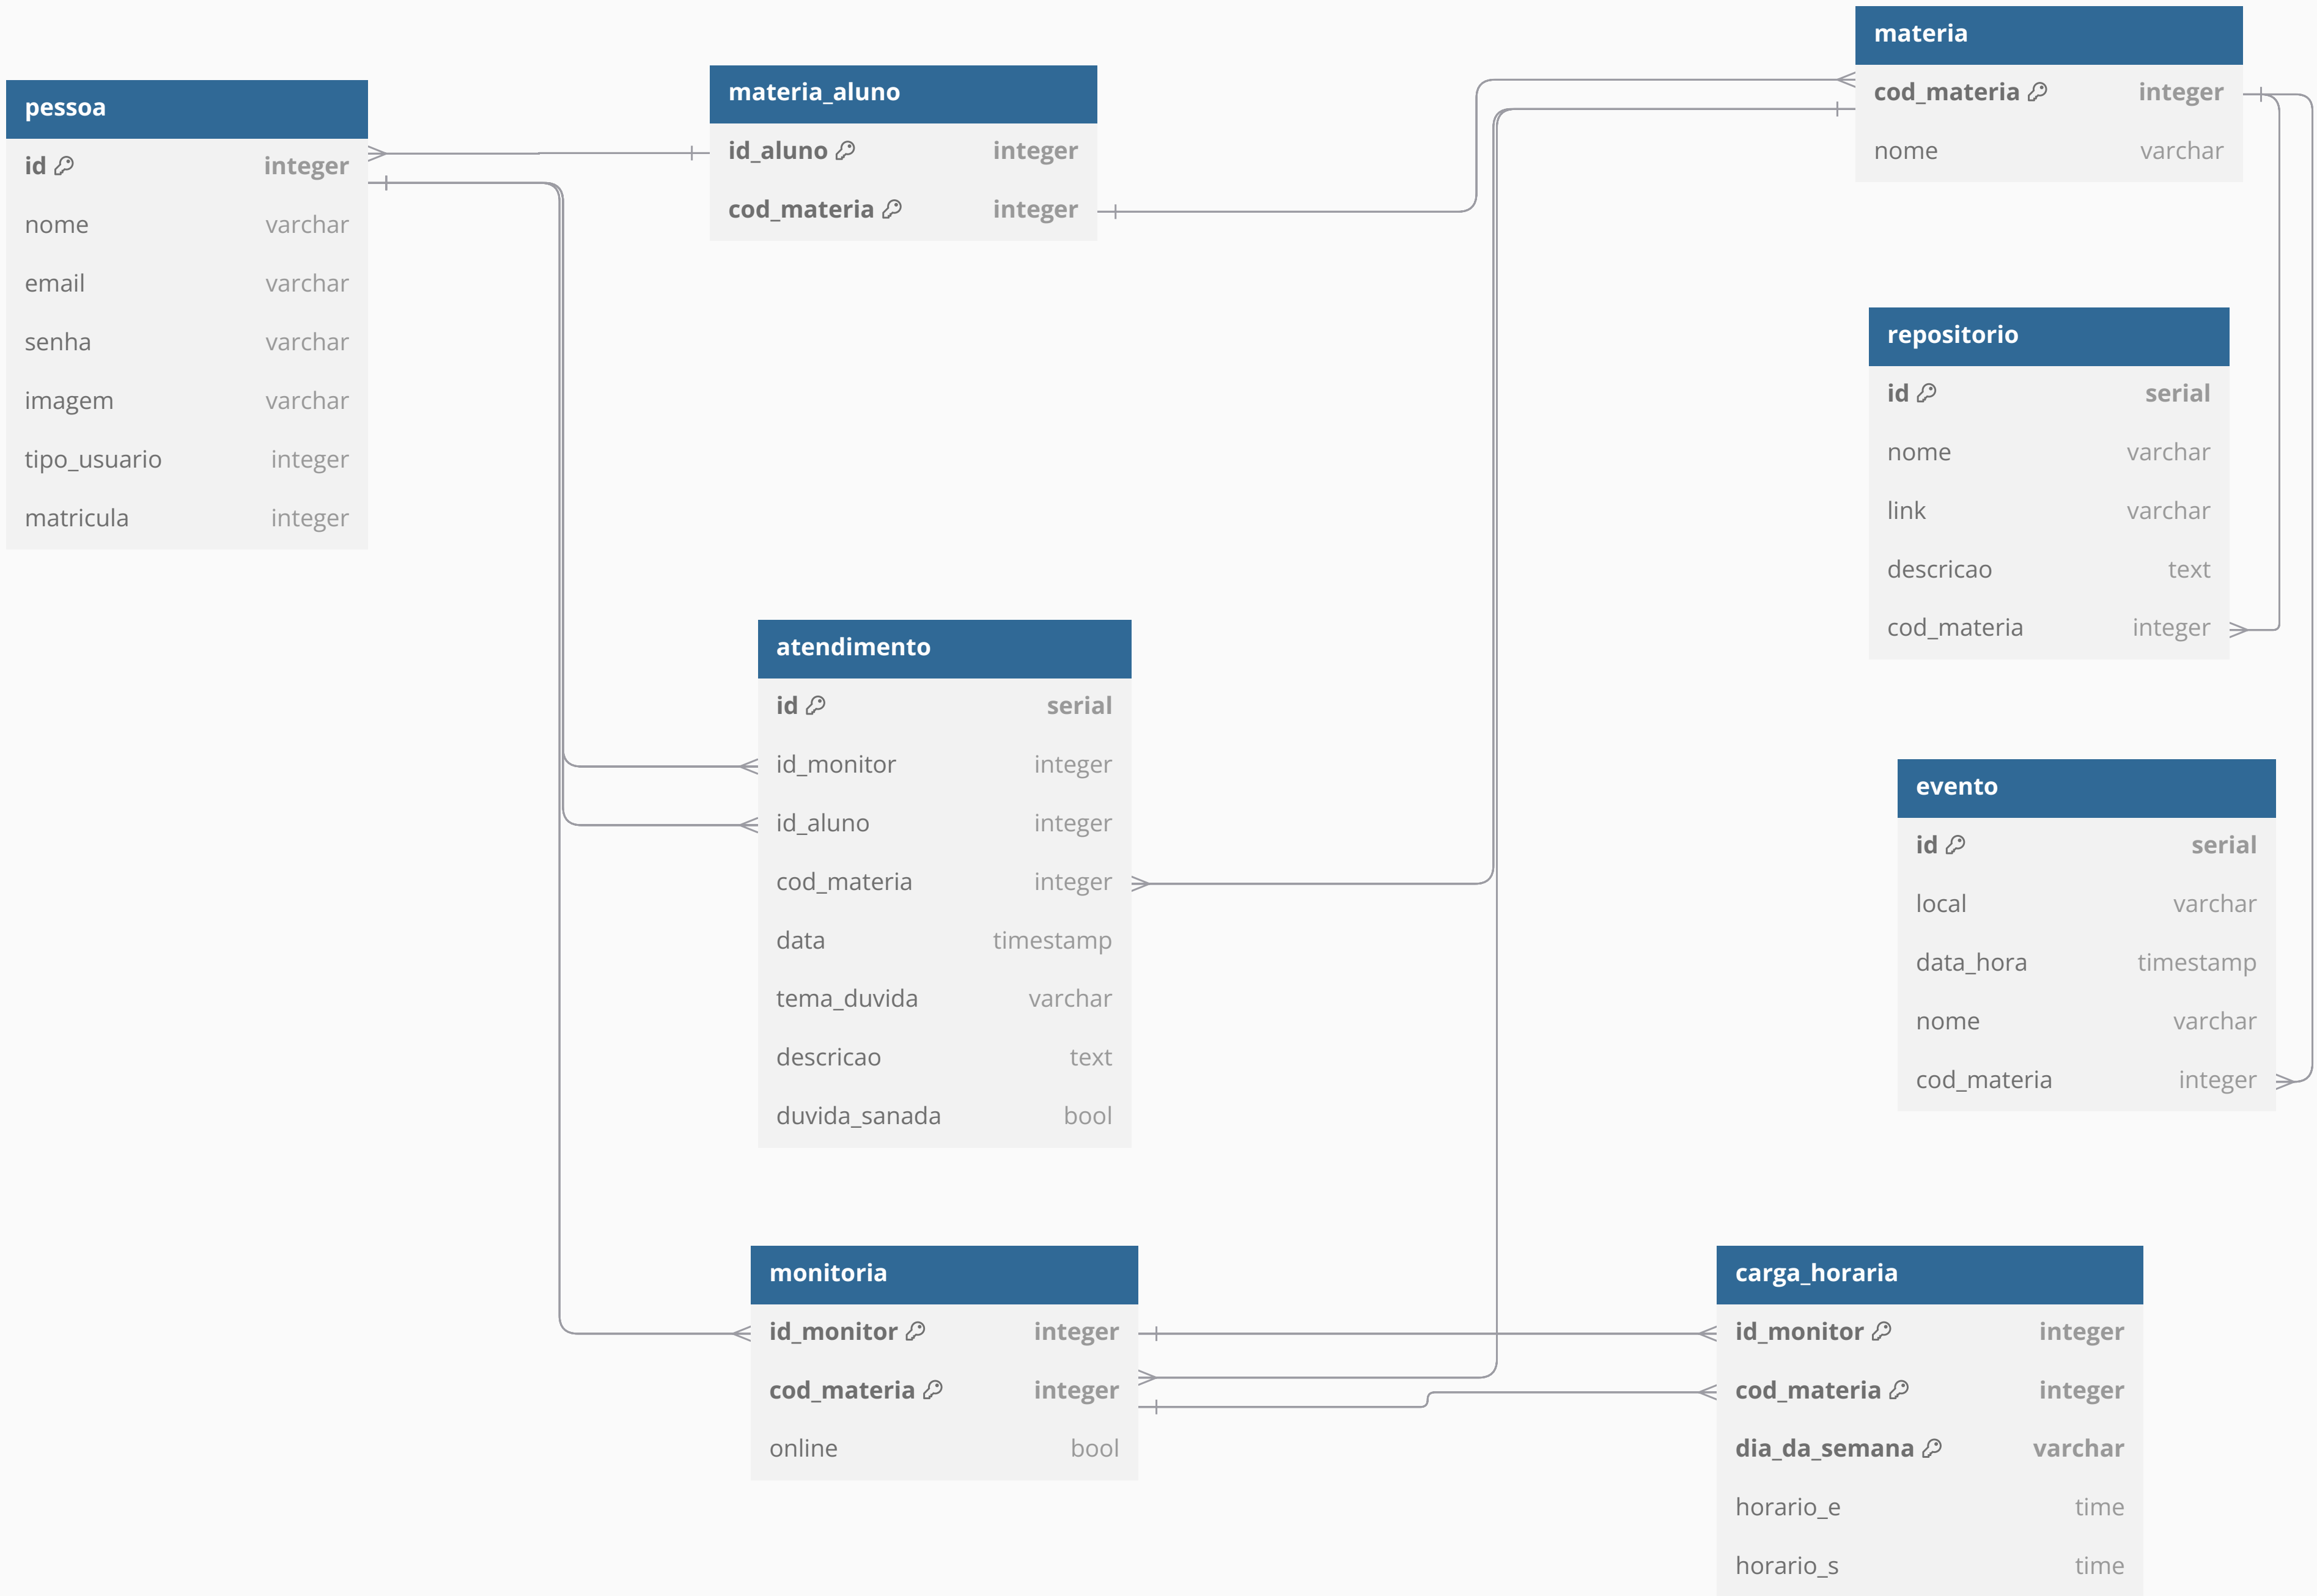 pessoa
id integer
nome varchar
email varchar
senha varchar
imagem varchar
tipo_usuario integer
matricula integer
materia_aluno
id_aluno integer
cod_materia integer
materia
cod_materia integer
nome varchar
repositorio
id serial
nome varchar
link varchar
descricao text
cod_materia integer
atendimento
id serial
id_monitor integer
id_aluno integer
cod_materia integer
data timestamp
tema_duvida varchar
descricao text
duvida_sanada bool
evento
id serial
local varchar
data_hora timestamp
nome varchar
cod_materia integer
monitoria
id_monitor integer
cod_materia integer
online bool
carga_horaria
id_monitor integer
cod_materia integer
dia_da_semana varchar
horario_e time
horario_s time